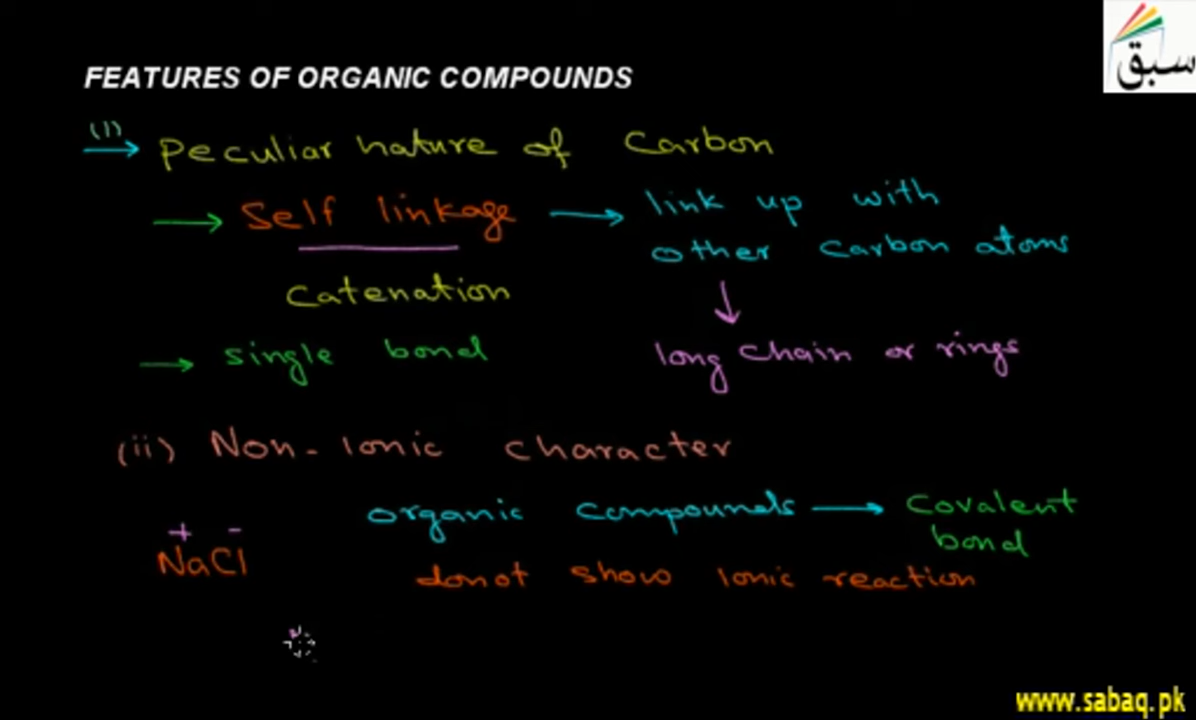 سبق
FEATURES OF ORGANIC COMPOUNDS
(1)
→ Peculiar nature of Carbon
→ Self linkage → link up with
other carbon atoms
Catenation
↓
→ single bond
long chain or rings
(ii) Non-Ionic character
organic compounds → Covalent
bond
+ -
NaCl
donot show Ionic reaction
www.sabaq.pk